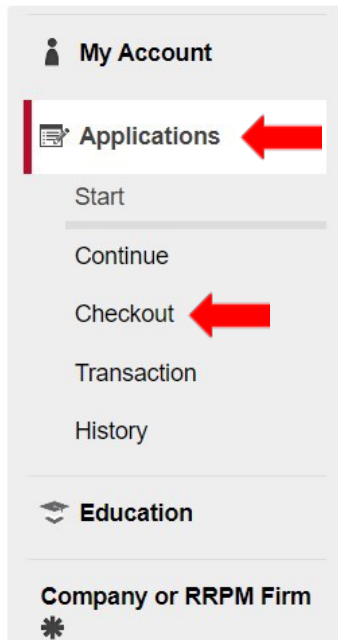 My Account
Applications
Start
Continue
Checkout
Transaction
History
Education
Company or RRPM Firm